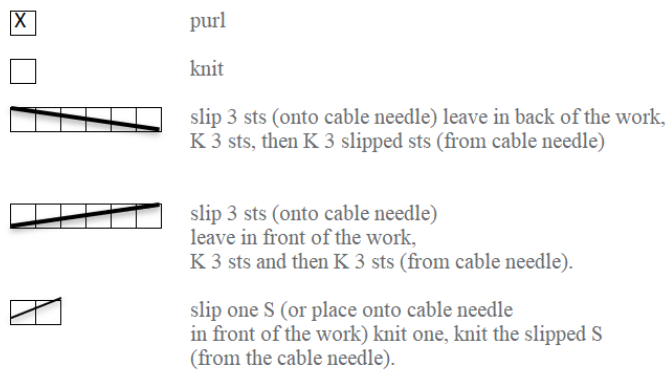 X purl
knit
slip 3 sts (onto cable needle) leave in back of the work,
K 3 sts, then K 3 slipped sts (from cable needle)
slip 3 sts (onto cable needle)
leave in front of the work,
K 3 sts and then K 3 sts (from cable needle).
slip one S (or place onto cable needle
in front of the work) knit one, knit the slipped S
(from the cable needle).